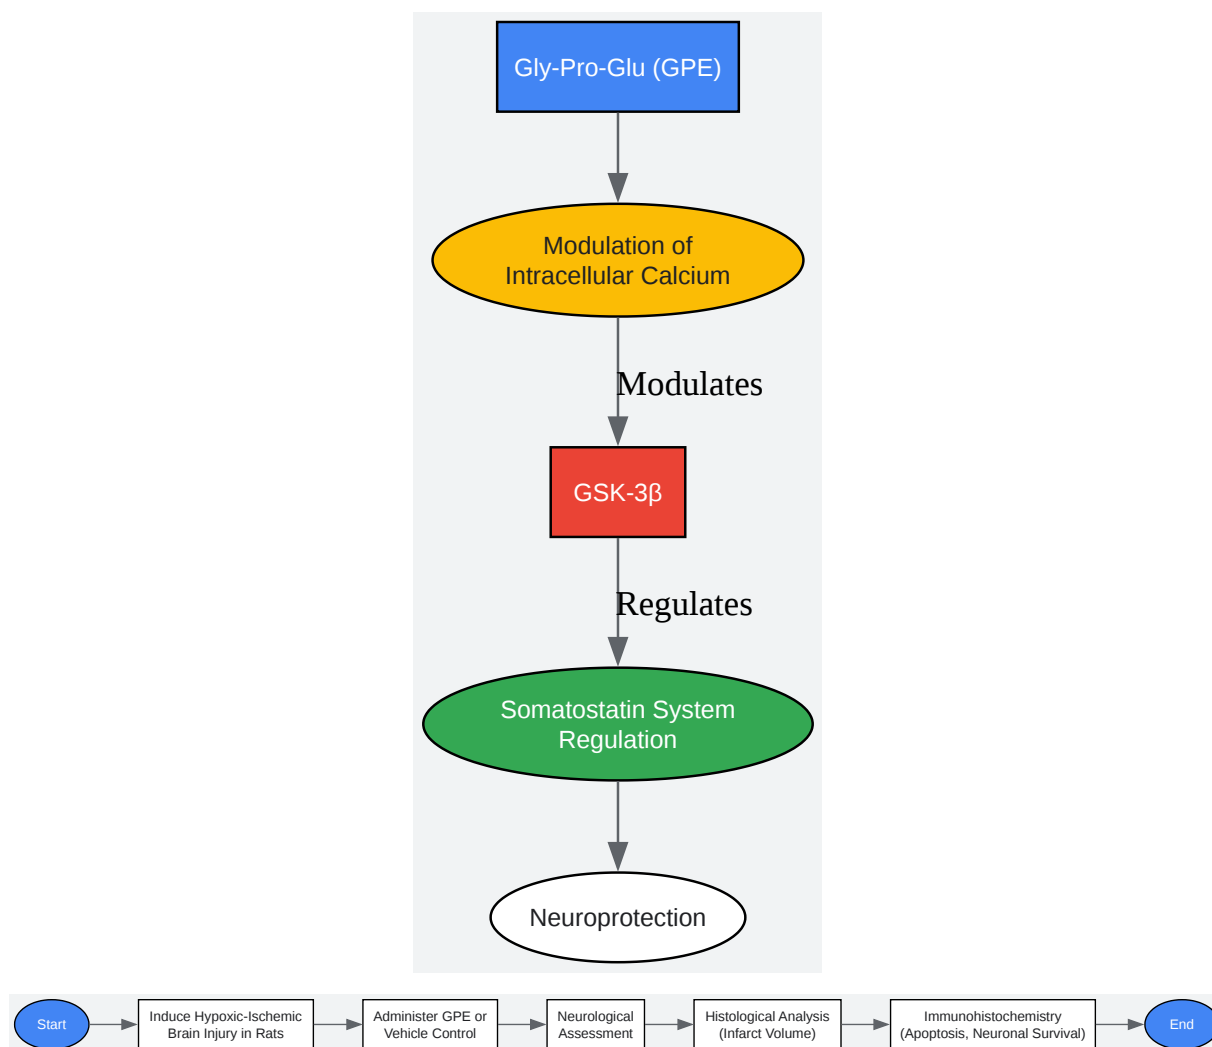 Gly-Pro-Glu (GPE)
Modulation of
Intracellular Calcium
Modulates
GSK-3β
Regulates
Somatostatin System
Regulation
Neuroprotection
Start
Induce Hypoxic-Ischemic
Brain Injury in Rats
Administer GPE or
Vehicle Control
Neurological
Assessment
Histological Analysis
(Infarct Volume)
Immunohistochemistry
(Apoptosis, Neuronal Survival)
End